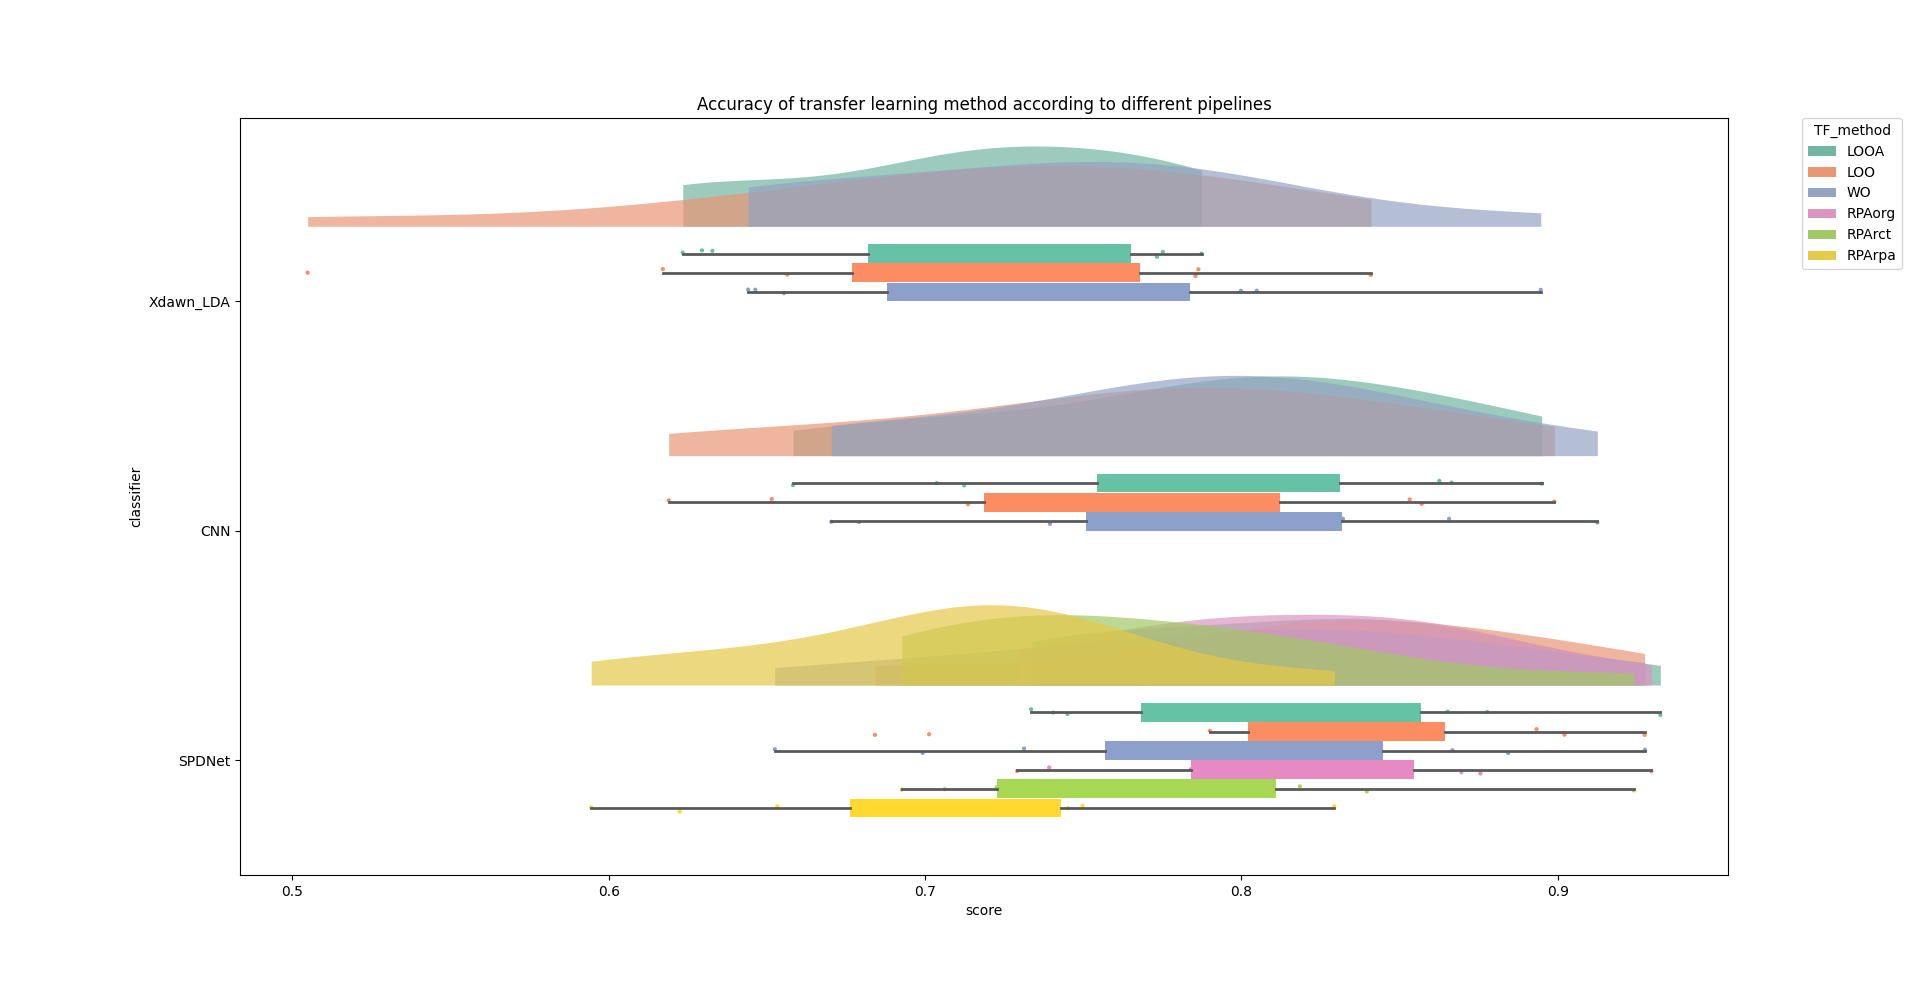 Accuracy of transfer learning method according to different pipelines
TF_method
LOOA
LOO
WO
RPAorg
RPArct
RPArpa
classifier
Xdawn_LDA
CNN
SPDNet
0.5
0.6
0.7
0.8
0.9
score